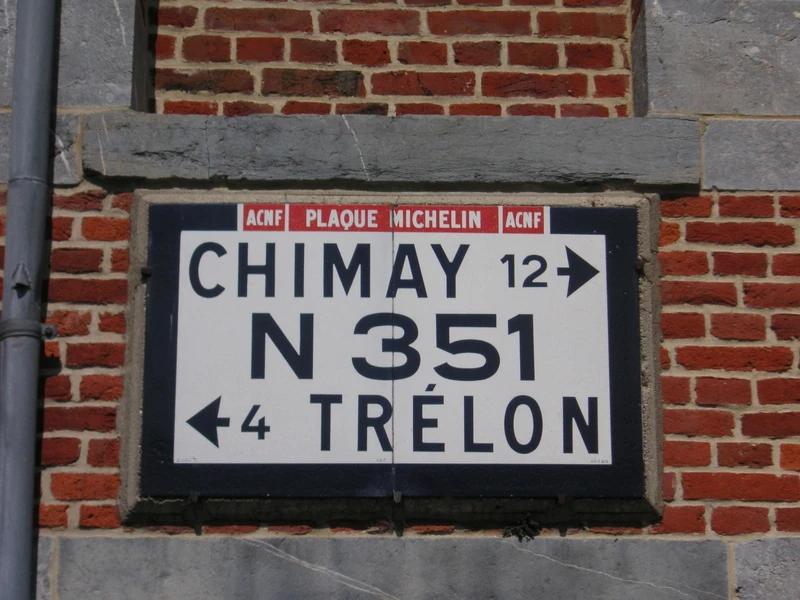 ACNF PLAQUE MICHELIN ACNF
CHIMAY 12
N 351
4 TRÉLON